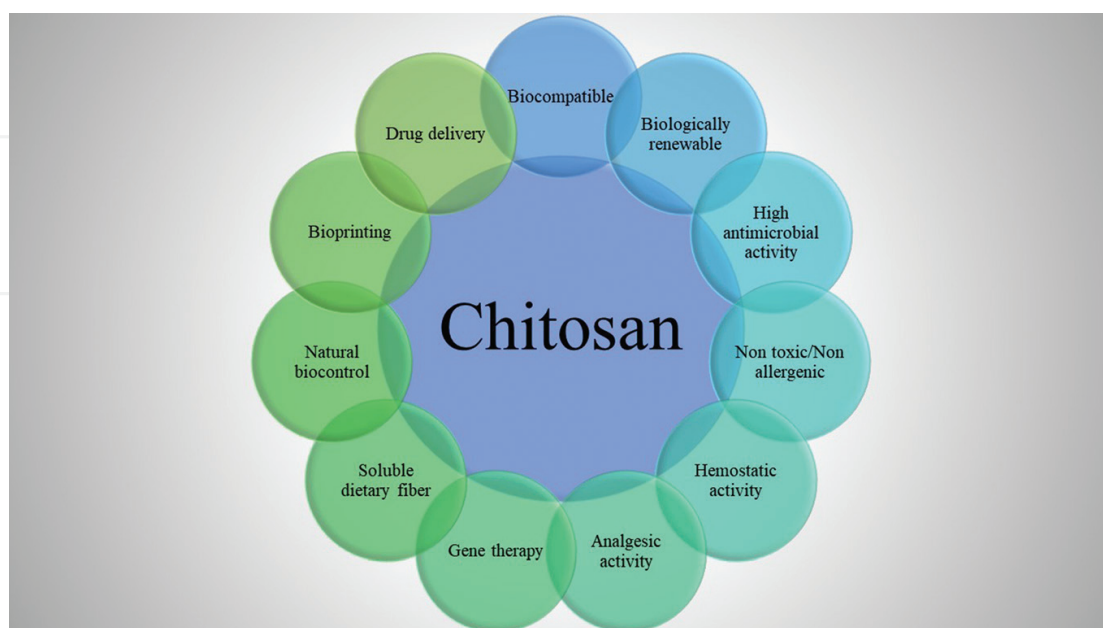 Biocompatible
Biologically
renewable
High
antimicrobial
activity
Non toxic/Non
allergenic
Hemostatic
activity
Analgesic
activity
Gene therapy
Soluble
dietary fiber
Natural
biocontrol
Bioprinting
Drug delivery
Chitosan